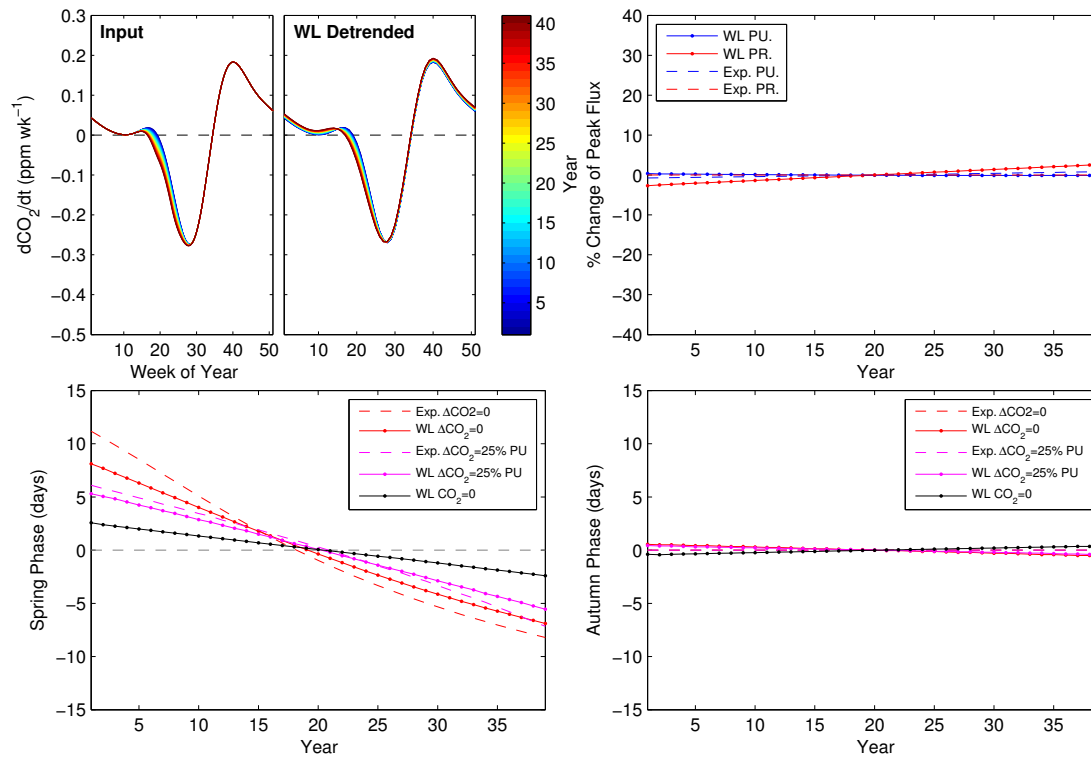 Input
WL Detrended
dCO2/dt (ppm wk−1)
0.3
0.2
0.1
0
−0.1
−0.2
−0.3
−0.4
−0.5
10 20 30 40 50
10 20 30 40 50
Week of Year
40
35
30
25
20
15
10
5
Year
WL PU.
WL PR.
Exp. PU.
Exp. PR.
% Change of Peak Flux
40
30
20
10
0
−10
−20
−30
−40
5 10 15 20 25 30 35
Year
Exp. ΔCO2=0
WL ΔCO2=0
Exp. ΔCO2=25% PU
WL ΔCO2=25% PU
WL CO2=0
Spring Phase (days)
15
10
5
0
−5
−10
−15
5 10 15 20 25 30 35
Year
Exp. ΔCO2=0
WL ΔCO2=0
Exp. ΔCO2=25% PU
WL ΔCO2=25% PU
WL CO2=0
Autumn Phase (days)
15
10
5
0
−5
−10
−15
5 10 15 20 25 30 35
Year